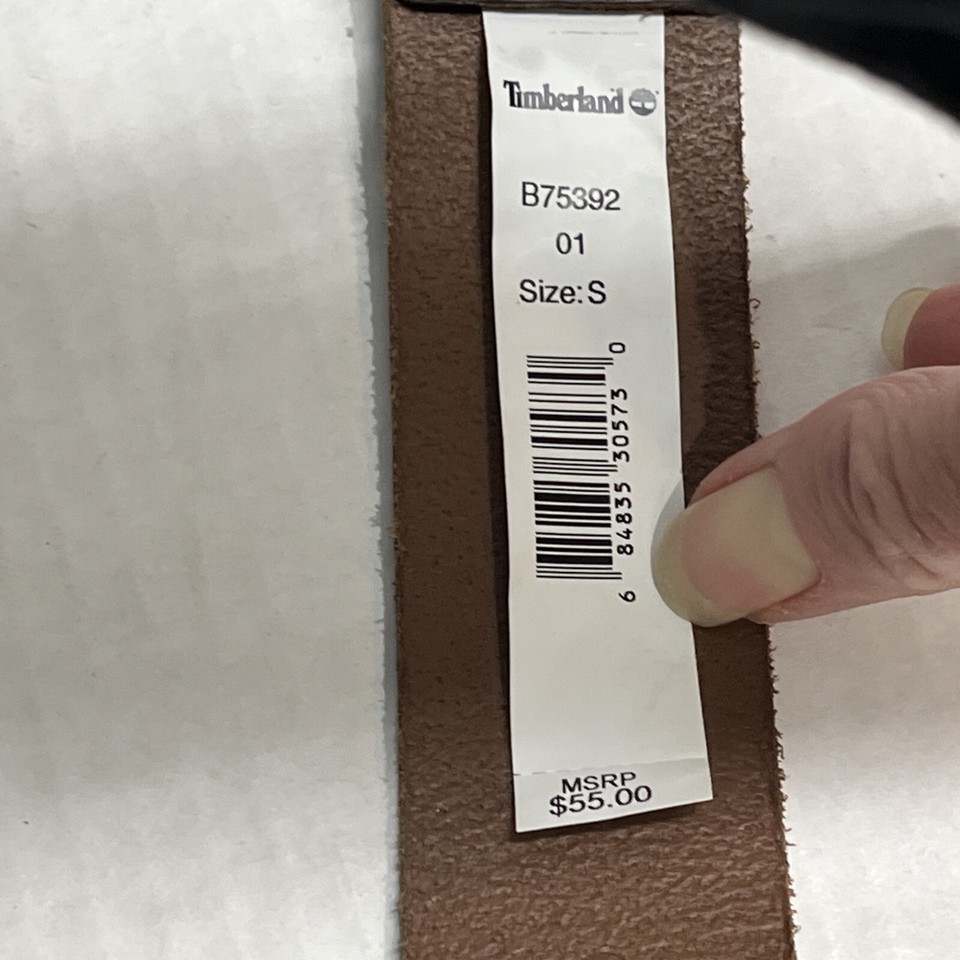 Timberland
B75392
01
Size: S
6 84835 30573 0
MSRP
$55.00